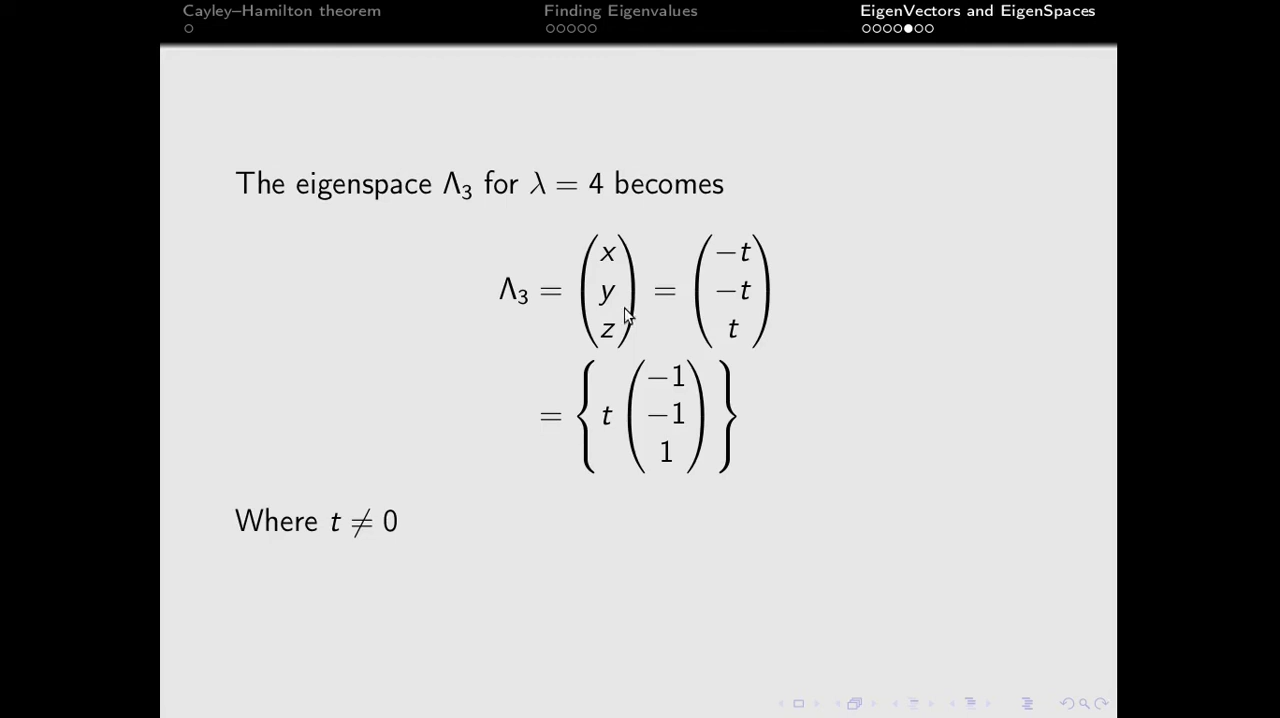 Cayley–Hamilton theorem
Finding Eigenvalues
EigenVectors and EigenSpaces
The eigenspace Λ₃ for λ = 4 becomes
Λ₃ = (x y z) = (−t −t t)
= {t (−1 −1 1)}
Where t ≠ 0